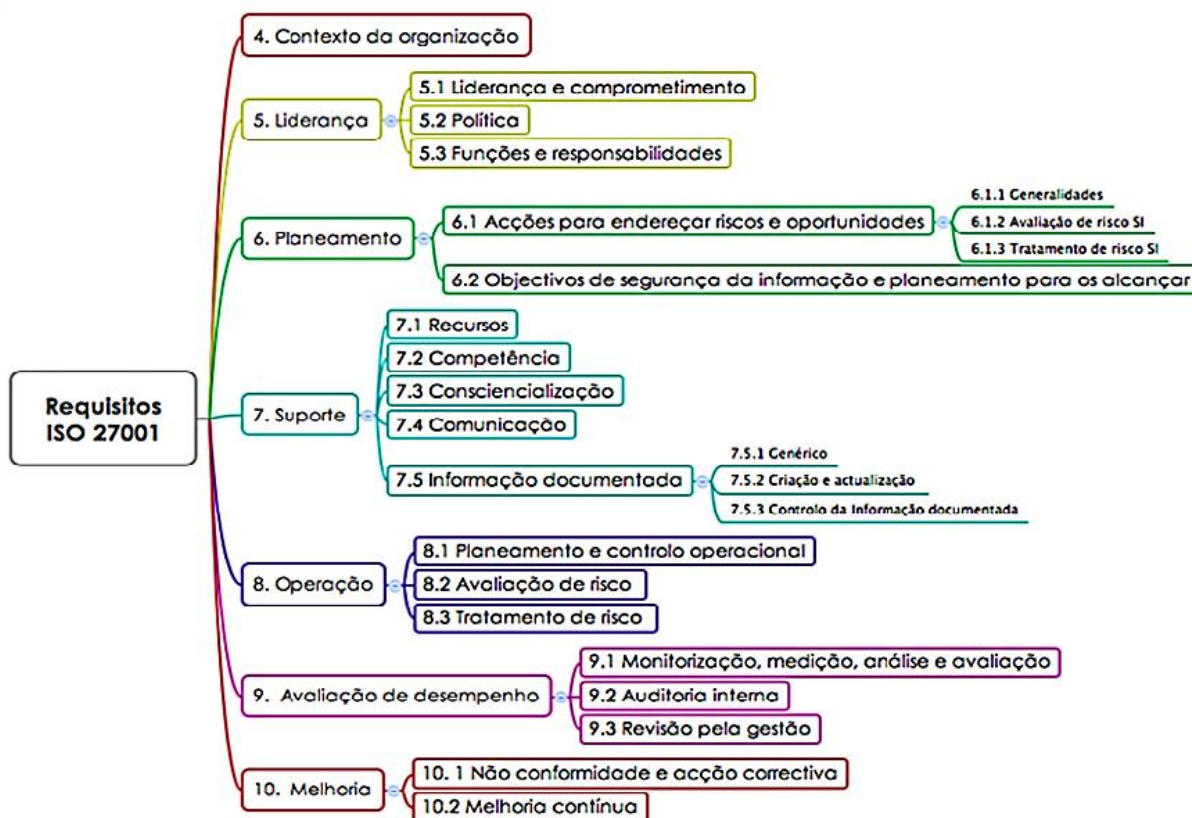 Requisitos
ISO 27001
4. Contexto da organização
5. Liderança
5.1 Liderança e comprometimento
5.2 Política
5.3 Funções e responsabilidades
6. Planeamento
6.1 Acções para endereçar riscos e oportunidades
6.1.1 Generalidades
6.1.2 Avaliação de risco SI
6.1.3 Tratamento de risco SI
6.2 Objectivos de segurança da informação e planeamento para os alcançar
7. Suporte
7.1 Recursos
7.2 Competência
7.3 Consciencialização
7.4 Comunicação
7.5 Informação documentada
7.5.1 Genérico
7.5.2 Criação e actualização
7.5.3 Controlo da Informação documentada
8. Operação
8.1 Planeamento e controlo operacional
8.2 Avaliação de risco
8.3 Tratamento de risco
9. Avaliação de desempenho
9.1 Monitorização, medição, análise e avaliação
9.2 Auditoria interna
9.3 Revisão pela gestão
10. Melhoria
10. 1 Não conformidade e acção correctiva
10.2 Melhoria contínua